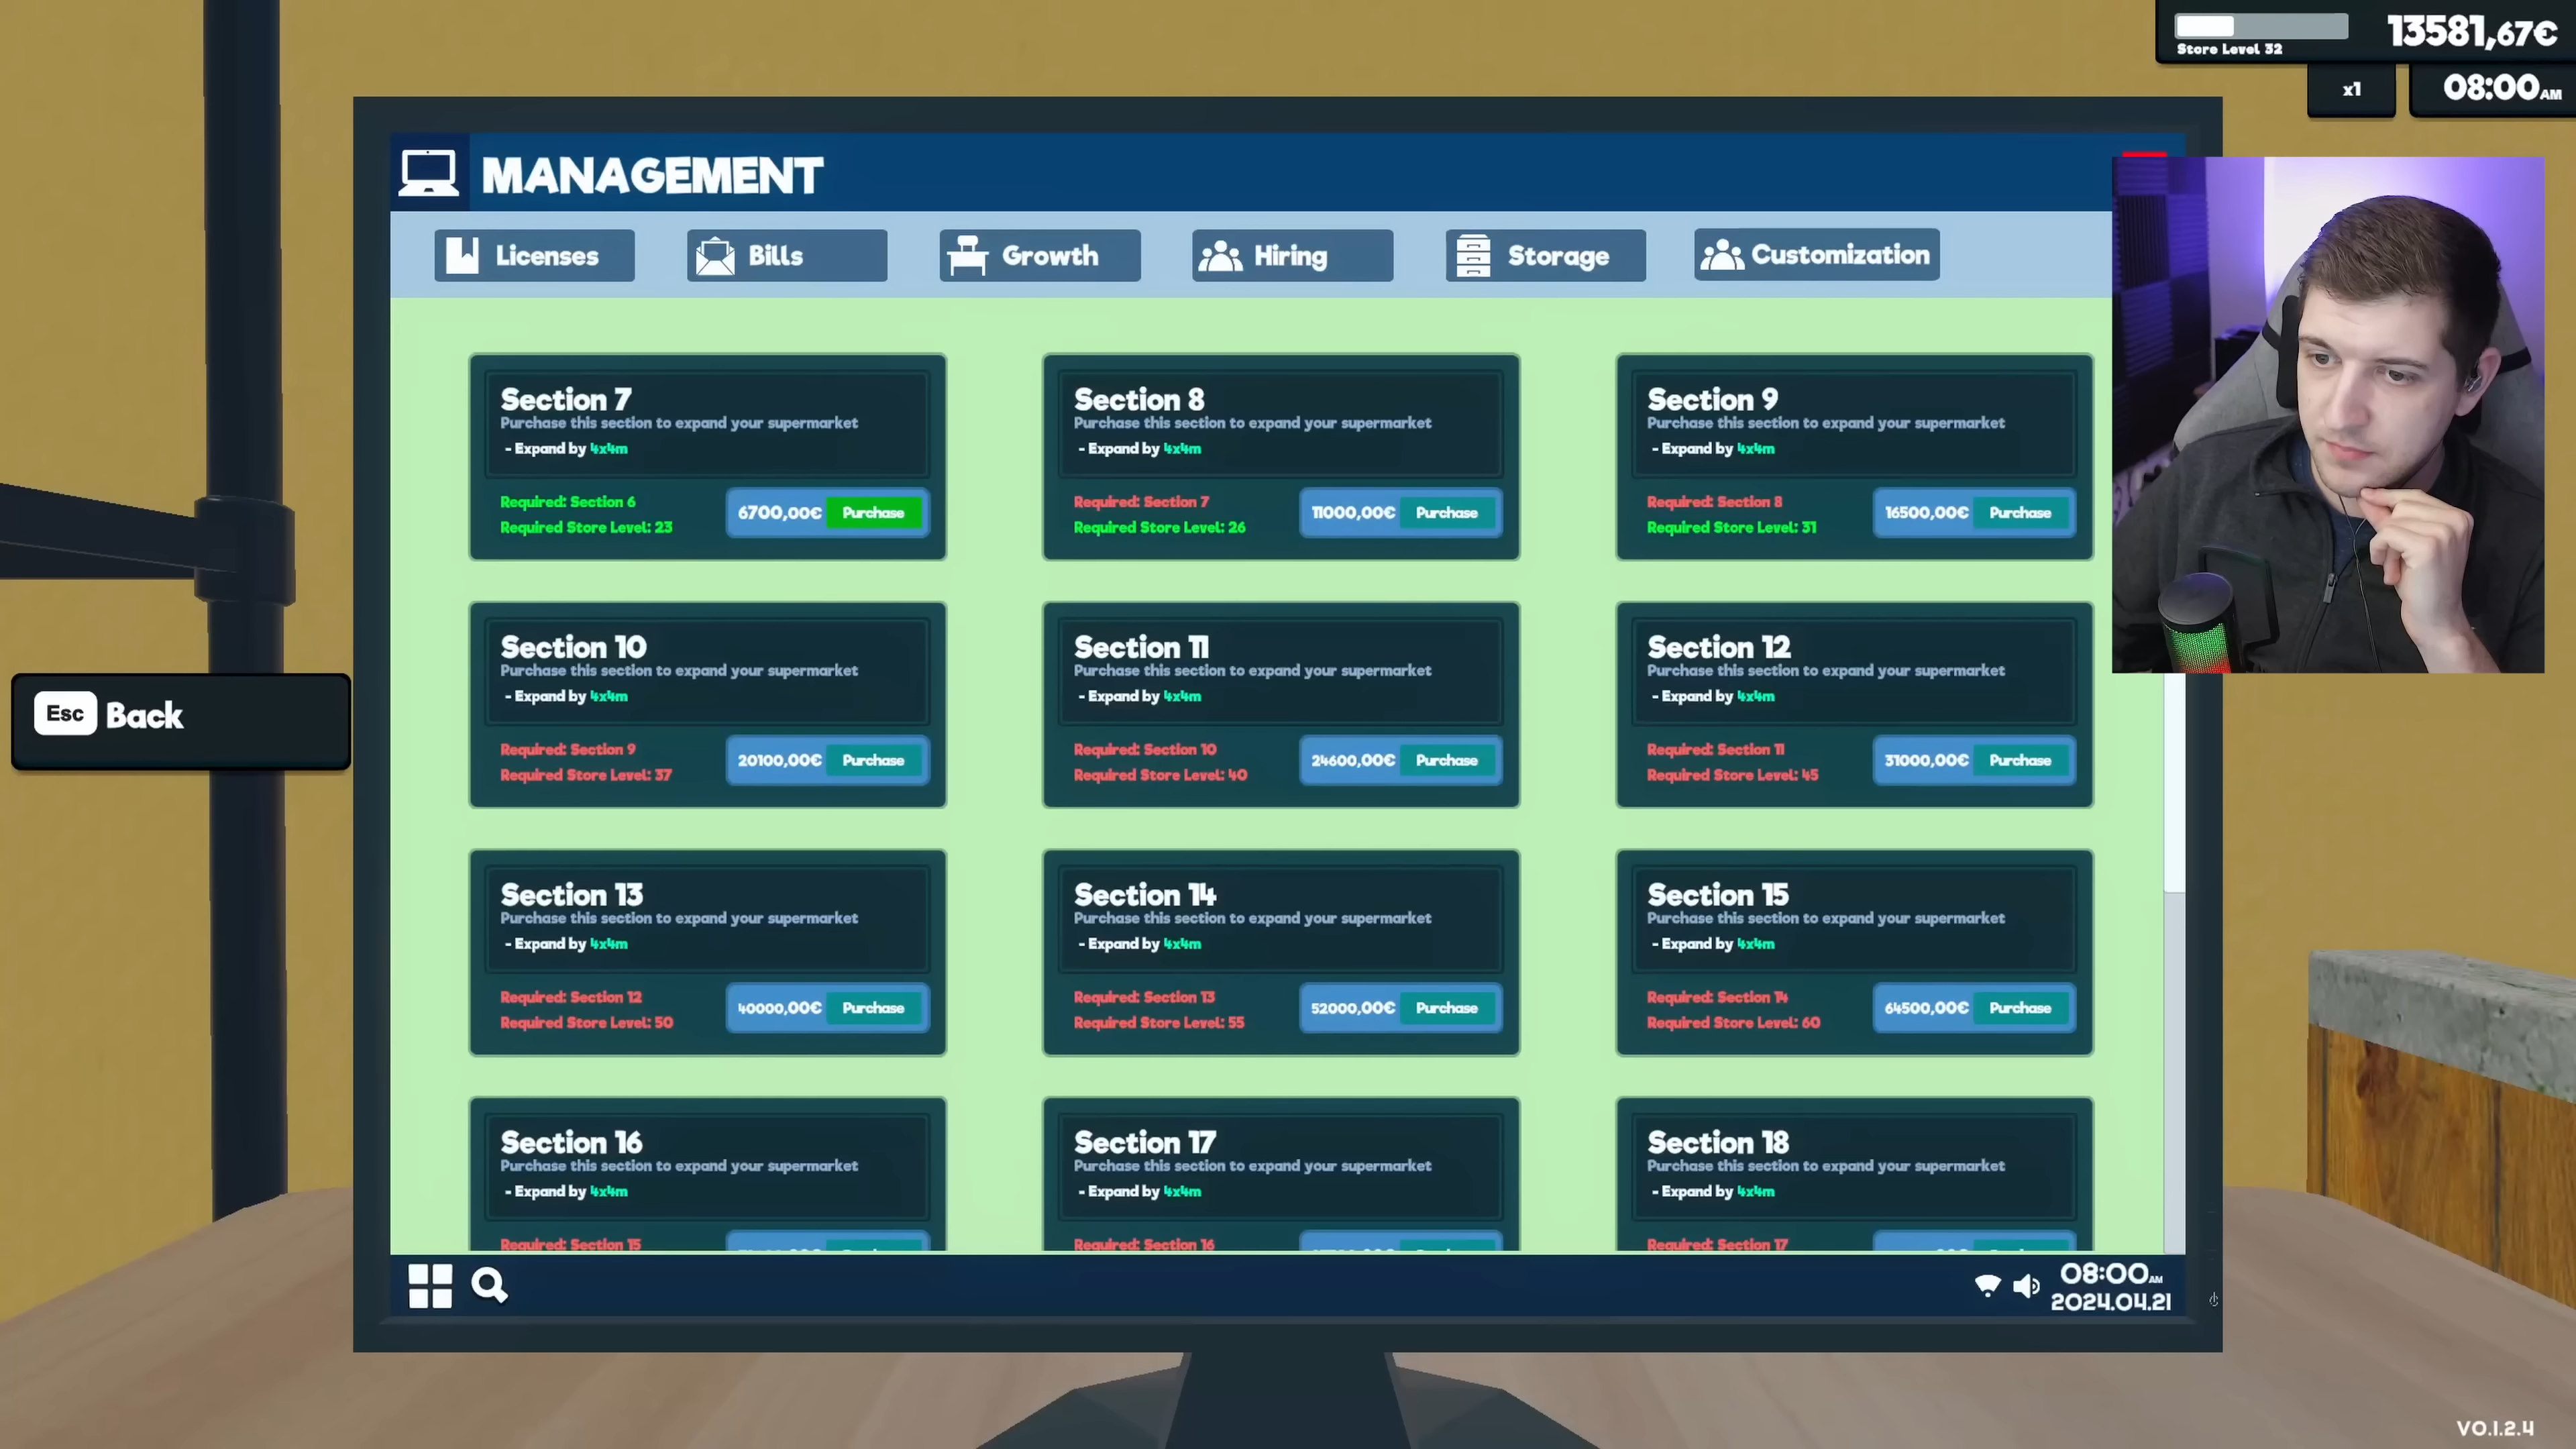 13581,67€
Store Level 32
x1
08:00AM
MANAGEMENT
Licenses
Bills
Growth
Hiring
Storage
Customization
Section 7
Purchase this section to expand your supermarket
- Expand by 4x4m
Required: Section 6
Required Store Level: 23
6700,00€ Purchase
Section 8
Purchase this section to expand your supermarket
- Expand by 4x4m
Required: Section 7
Required Store Level: 26
11000,00€ Purchase
Section 9
Purchase this section to expand your supermarket
- Expand by 4x4m
Required: Section 8
Required Store Level: 31
16500,00€ Purchase
Section 10
Purchase this section to expand your supermarket
- Expand by 4x4m
Required: Section 9
Required Store Level: 37
20100,00€ Purchase
Section 11
Purchase this section to expand your supermarket
- Expand by 4x4m
Required: Section 10
Required Store Level: 40
24600,00€ Purchase
Section 12
Purchase this section to expand your supermarket
- Expand by 4x4m
Required: Section 11
Required Store Level: 45
31000,00€ Purchase
Esc Back
Section 13
Purchase this section to expand your supermarket
- Expand by 4x4m
Required: Section 12
Required Store Level: 50
40000,00€ Purchase
Section 14
Purchase this section to expand your supermarket
- Expand by 4x4m
Required: Section 13
Required Store Level: 55
52000,00€ Purchase
Section 15
Purchase this section to expand your supermarket
- Expand by 4x4m
Required: Section 14
Required Store Level: 60
64500,00€ Purchase
Section 16
Purchase this section to expand your supermarket
- Expand by 4x4m
Required: Section 15
Section 17
Purchase this section to expand your supermarket
- Expand by 4x4m
Required: Section 16
Section 18
Purchase this section to expand your supermarket
- Expand by 4x4m
Required: Section 17
08:00AM
2024.04.21
V0.1.2.4